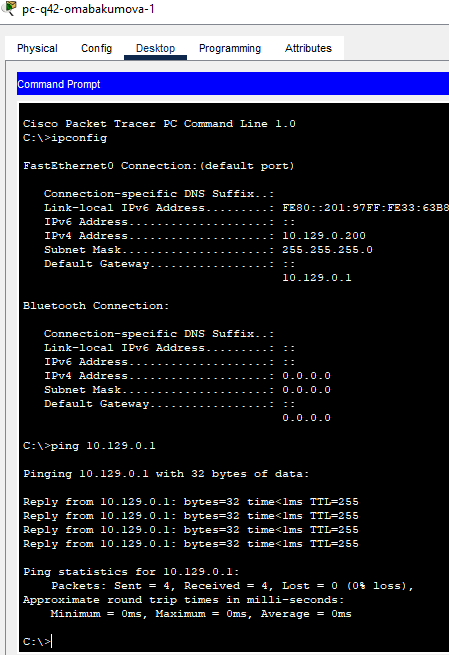 pc-q42-omabakumova-1
Physical Config Desktop Programming Attributes
Command Prompt
Cisco Packet Tracer PC Command Line 1.0
C:\>ipconfig
FastEthernet0 Connection:(default port)
Connection-specific DNS Suffix..:
Link-local IPv6 Address.........: FE80::201:97FF:FE33:63B8
IPv6 Address....................: ::
IPv4 Address....................: 10.129.0.200
Subnet Mask.....................: 255.255.255.0
Default Gateway.................: ::
10.129.0.1
Bluetooth Connection:
Connection-specific DNS Suffix..:
Link-local IPv6 Address.........: ::
IPv6 Address....................: ::
IPv4 Address....................: 0.0.0.0
Subnet Mask.....................: 0.0.0.0
Default Gateway.................: ::
0.0.0.0
C:\>ping 10.129.0.1
Pinging 10.129.0.1 with 32 bytes of data:
Reply from 10.129.0.1: bytes=32 time<1ms TTL=255
Reply from 10.129.0.1: bytes=32 time<1ms TTL=255
Reply from 10.129.0.1: bytes=32 time<1ms TTL=255
Reply from 10.129.0.1: bytes=32 time<1ms TTL=255
Ping statistics for 10.129.0.1:
Packets: Sent = 4, Received = 4, Lost = 0 (0% loss),
Approximate round trip times in milli-seconds:
Minimum = 0ms, Maximum = 0ms, Average = 0ms
C:\>